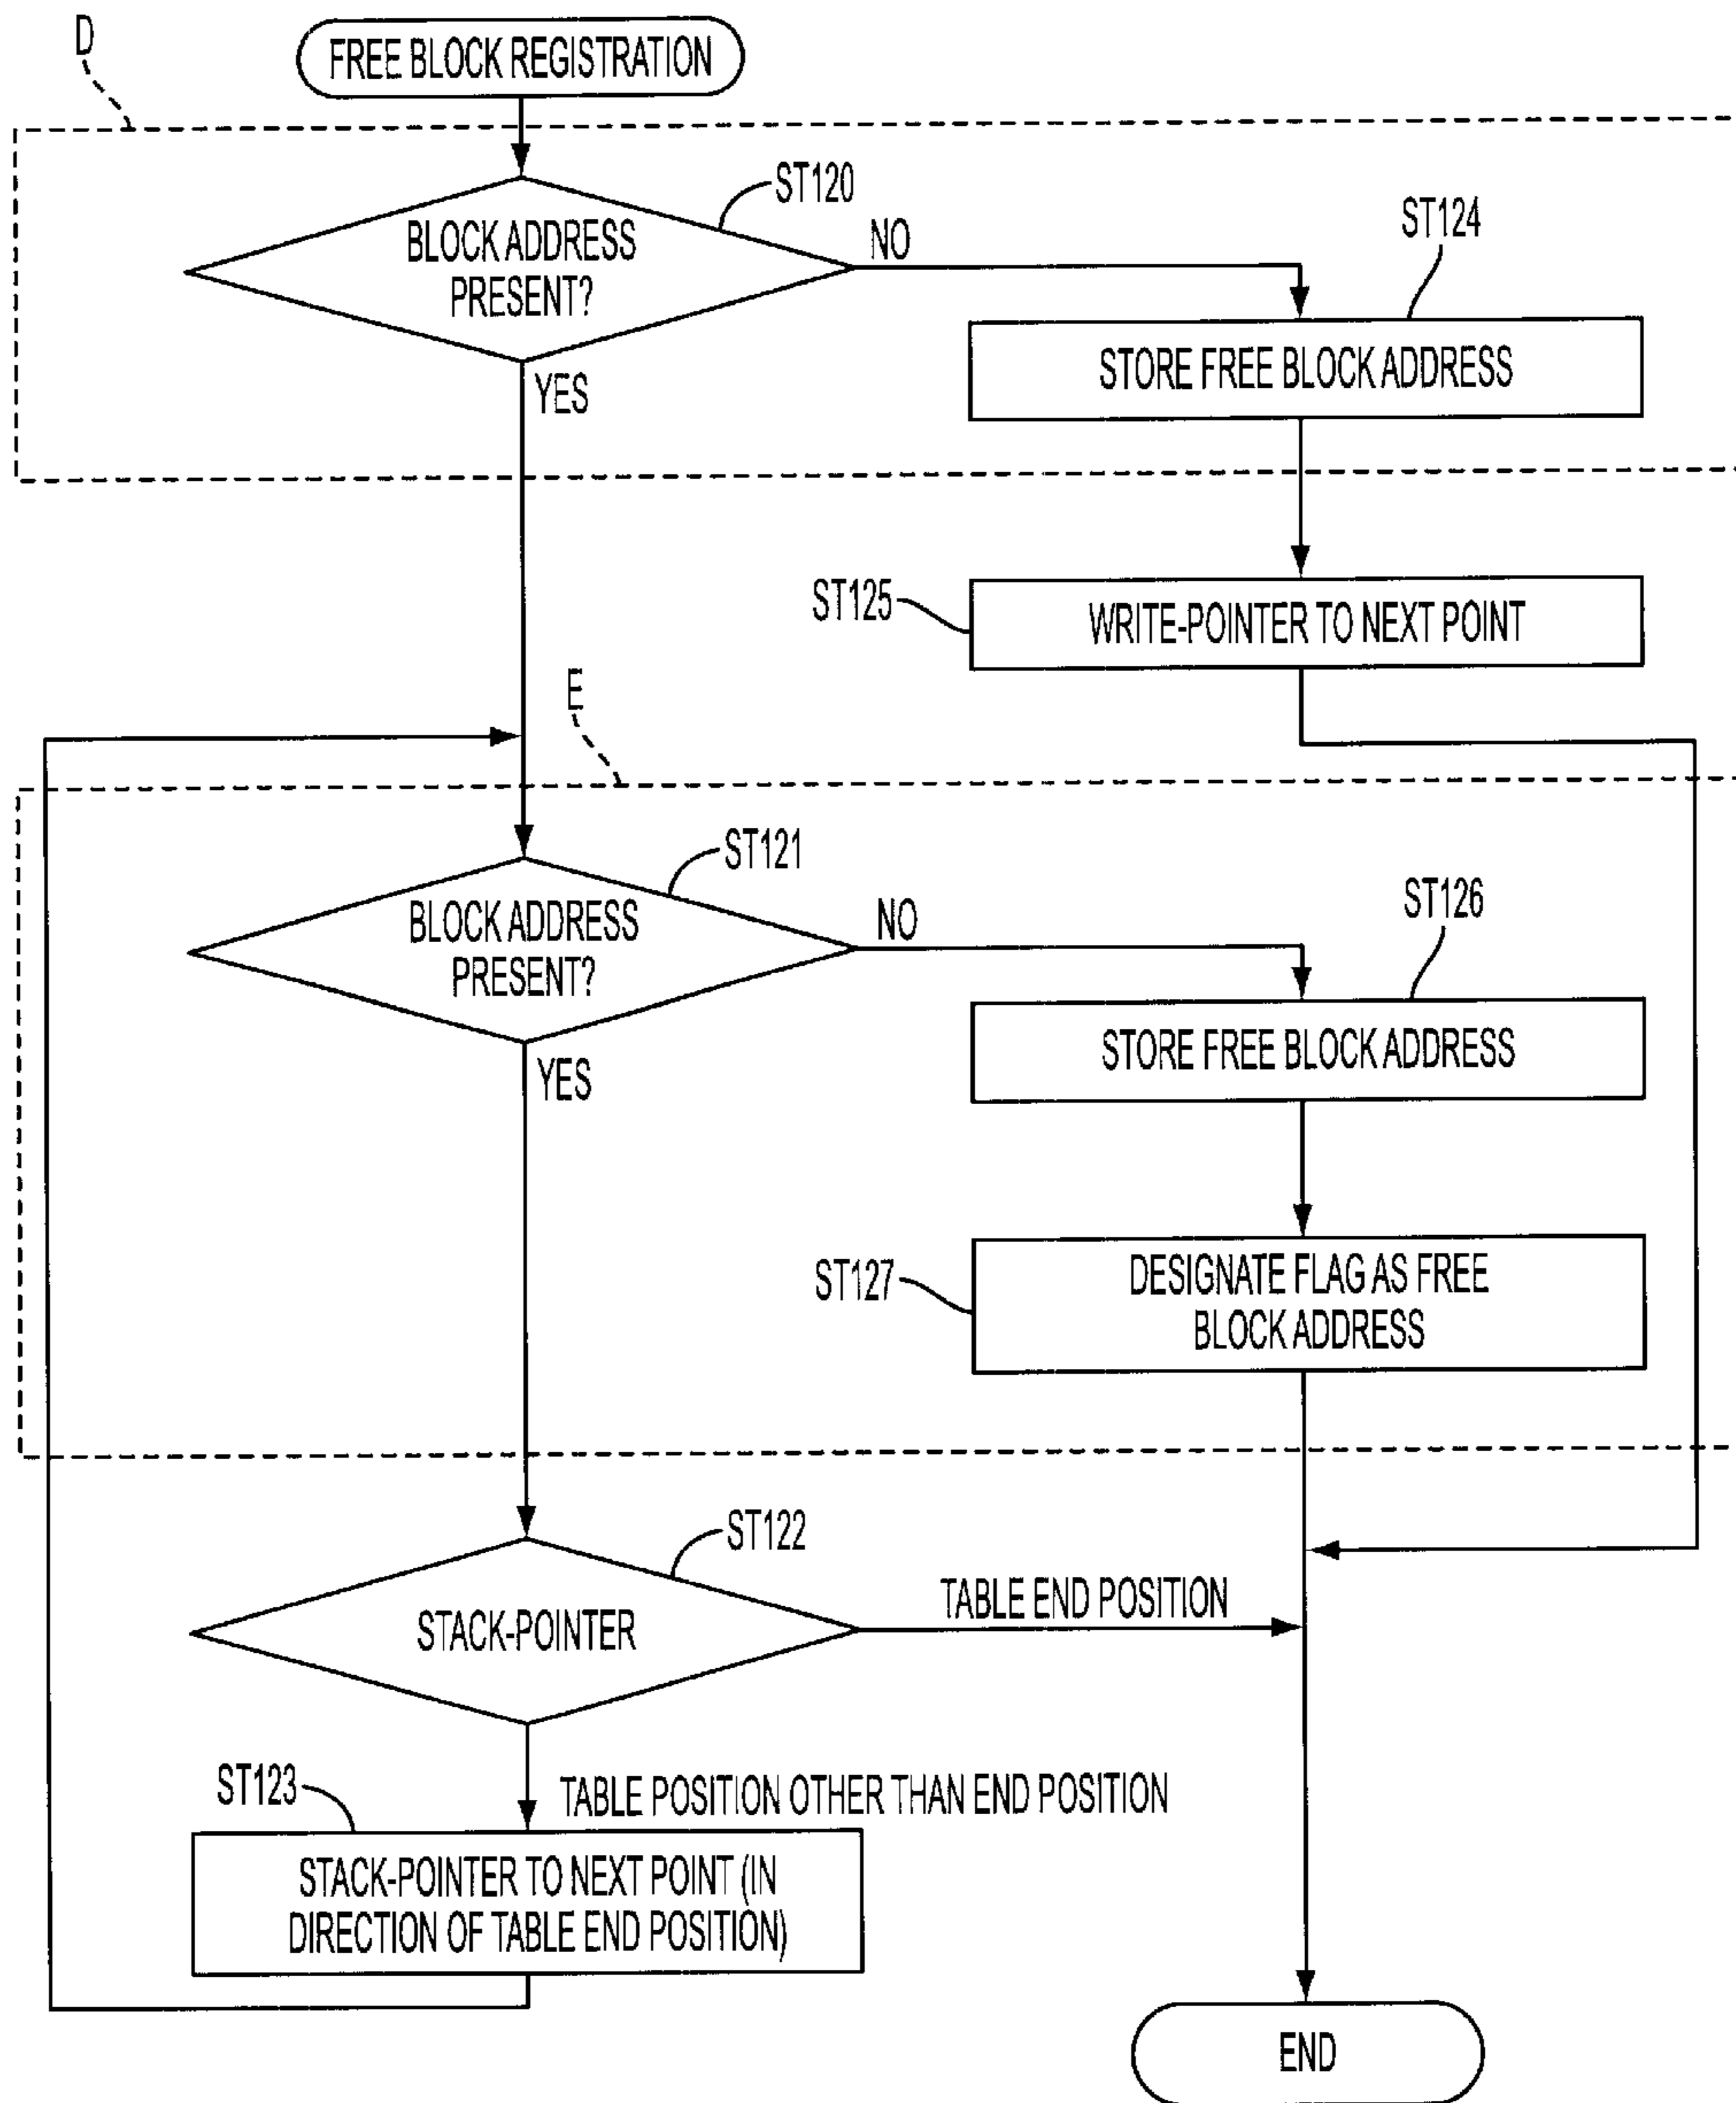 D
FREE BLOCK REGISTRATION
ST120
BLOCK ADDRESS
PRESENT?
NO
YES
ST124
STORE FREE BLOCK ADDRESS
ST125
WRITE-POINTER TO NEXT POINT
E
ST121
BLOCK ADDRESS
PRESENT?
NO
YES
ST126
STORE FREE BLOCK ADDRESS
ST127
DESIGNATE FLAG AS FREE
BLOCK ADDRESS
ST122
STACK-POINTER
TABLE END POSITION
TABLE POSITION OTHER THAN END POSITION
ST123
STACK-POINTER TO NEXT POINT (IN
DIRECTION OF TABLE END POSITION)
END